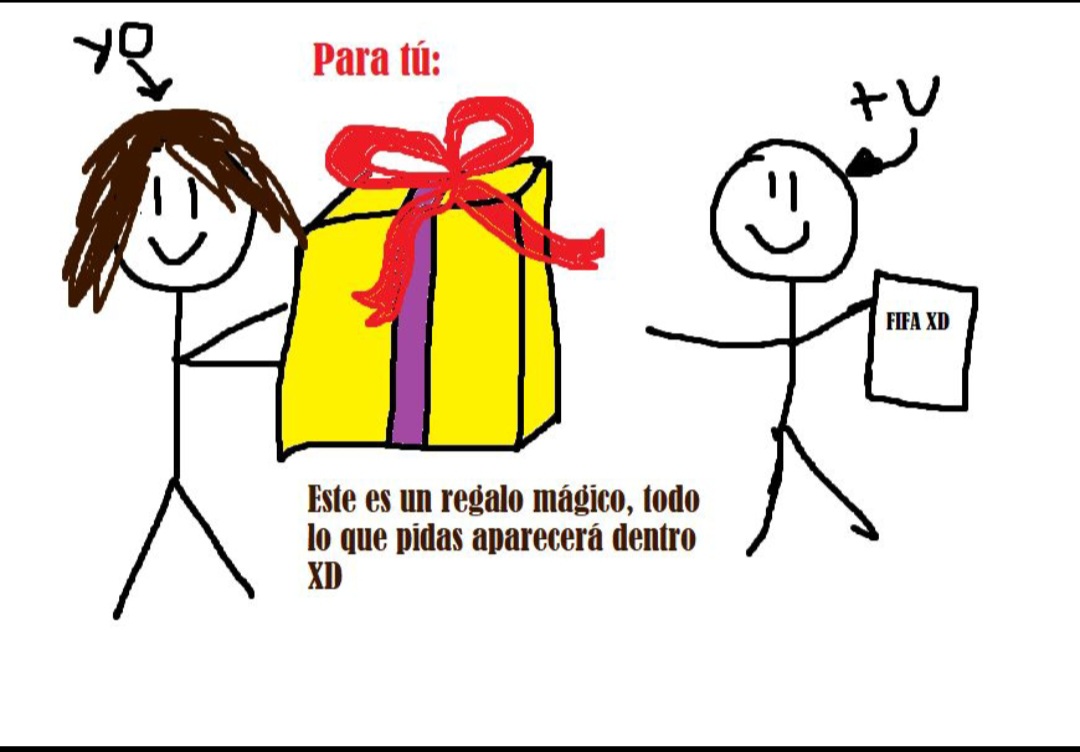 yo
Para tú:
tU
FIFA XD
Este es un regalo mágico, todo
lo que pidas aparecerá dentro
XD